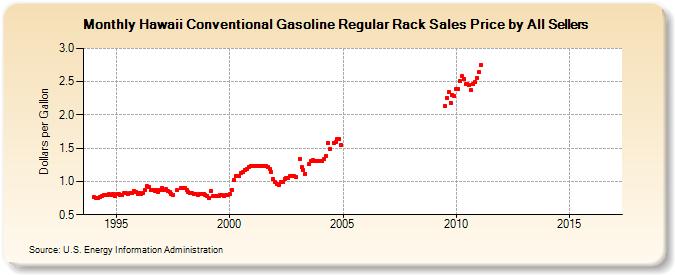 Monthly Hawaii Conventional Gasoline Regular Rack Sales Price by All Sellers
Dollars per Gallon
3.0
2.5
2.0
1.5
1.0
0.5
1995 2000 2005 2010 2015
Source: U.S. Energy Information Administration